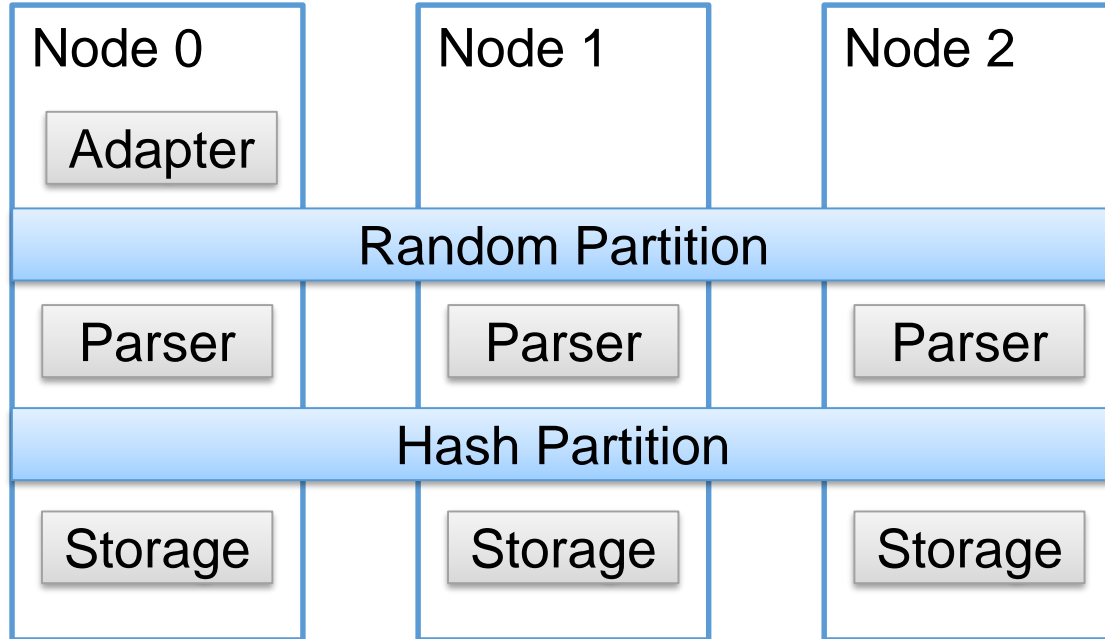 Node 0
Node 1
Node 2
Adapter
Random Partition
Parser
Parser
Parser
Hash Partition
Storage
Storage
Storage